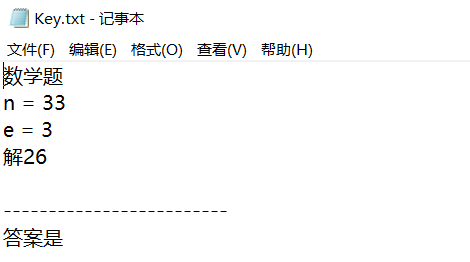 Key.txt - 记事本
文件(F) 编辑(E) 格式(O) 查看(V) 帮助(H)
数学题
n = 33
e = 3
解26
-------------------------
答案是